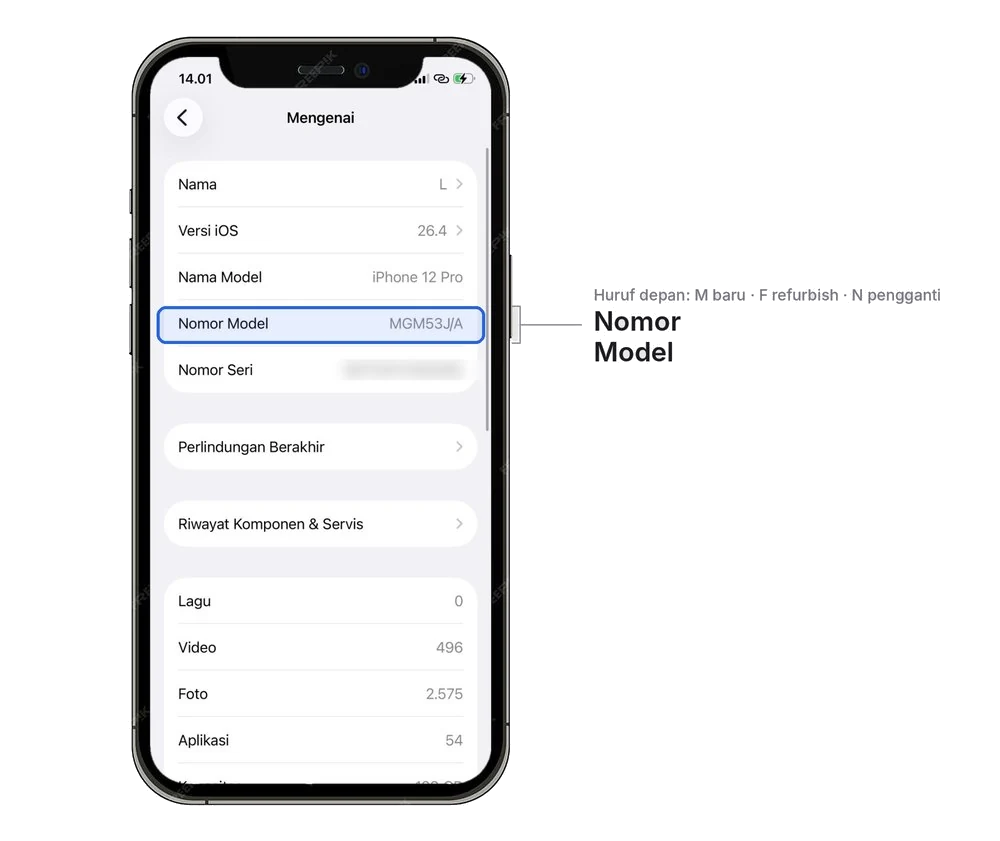 14.01
Mengenai
Nama L
Versi iOS 26.4
Nama Model iPhone 12 Pro
Nomor Model MGM53J/A
Nomor Seri
Perlindungan Berakhir
Riwayat Komponen & Servis
Lagu 0
Video 496
Foto 2.575
Aplikasi 54
Huruf depan: M baru · F refurbish · N pengganti
Nomor
Model